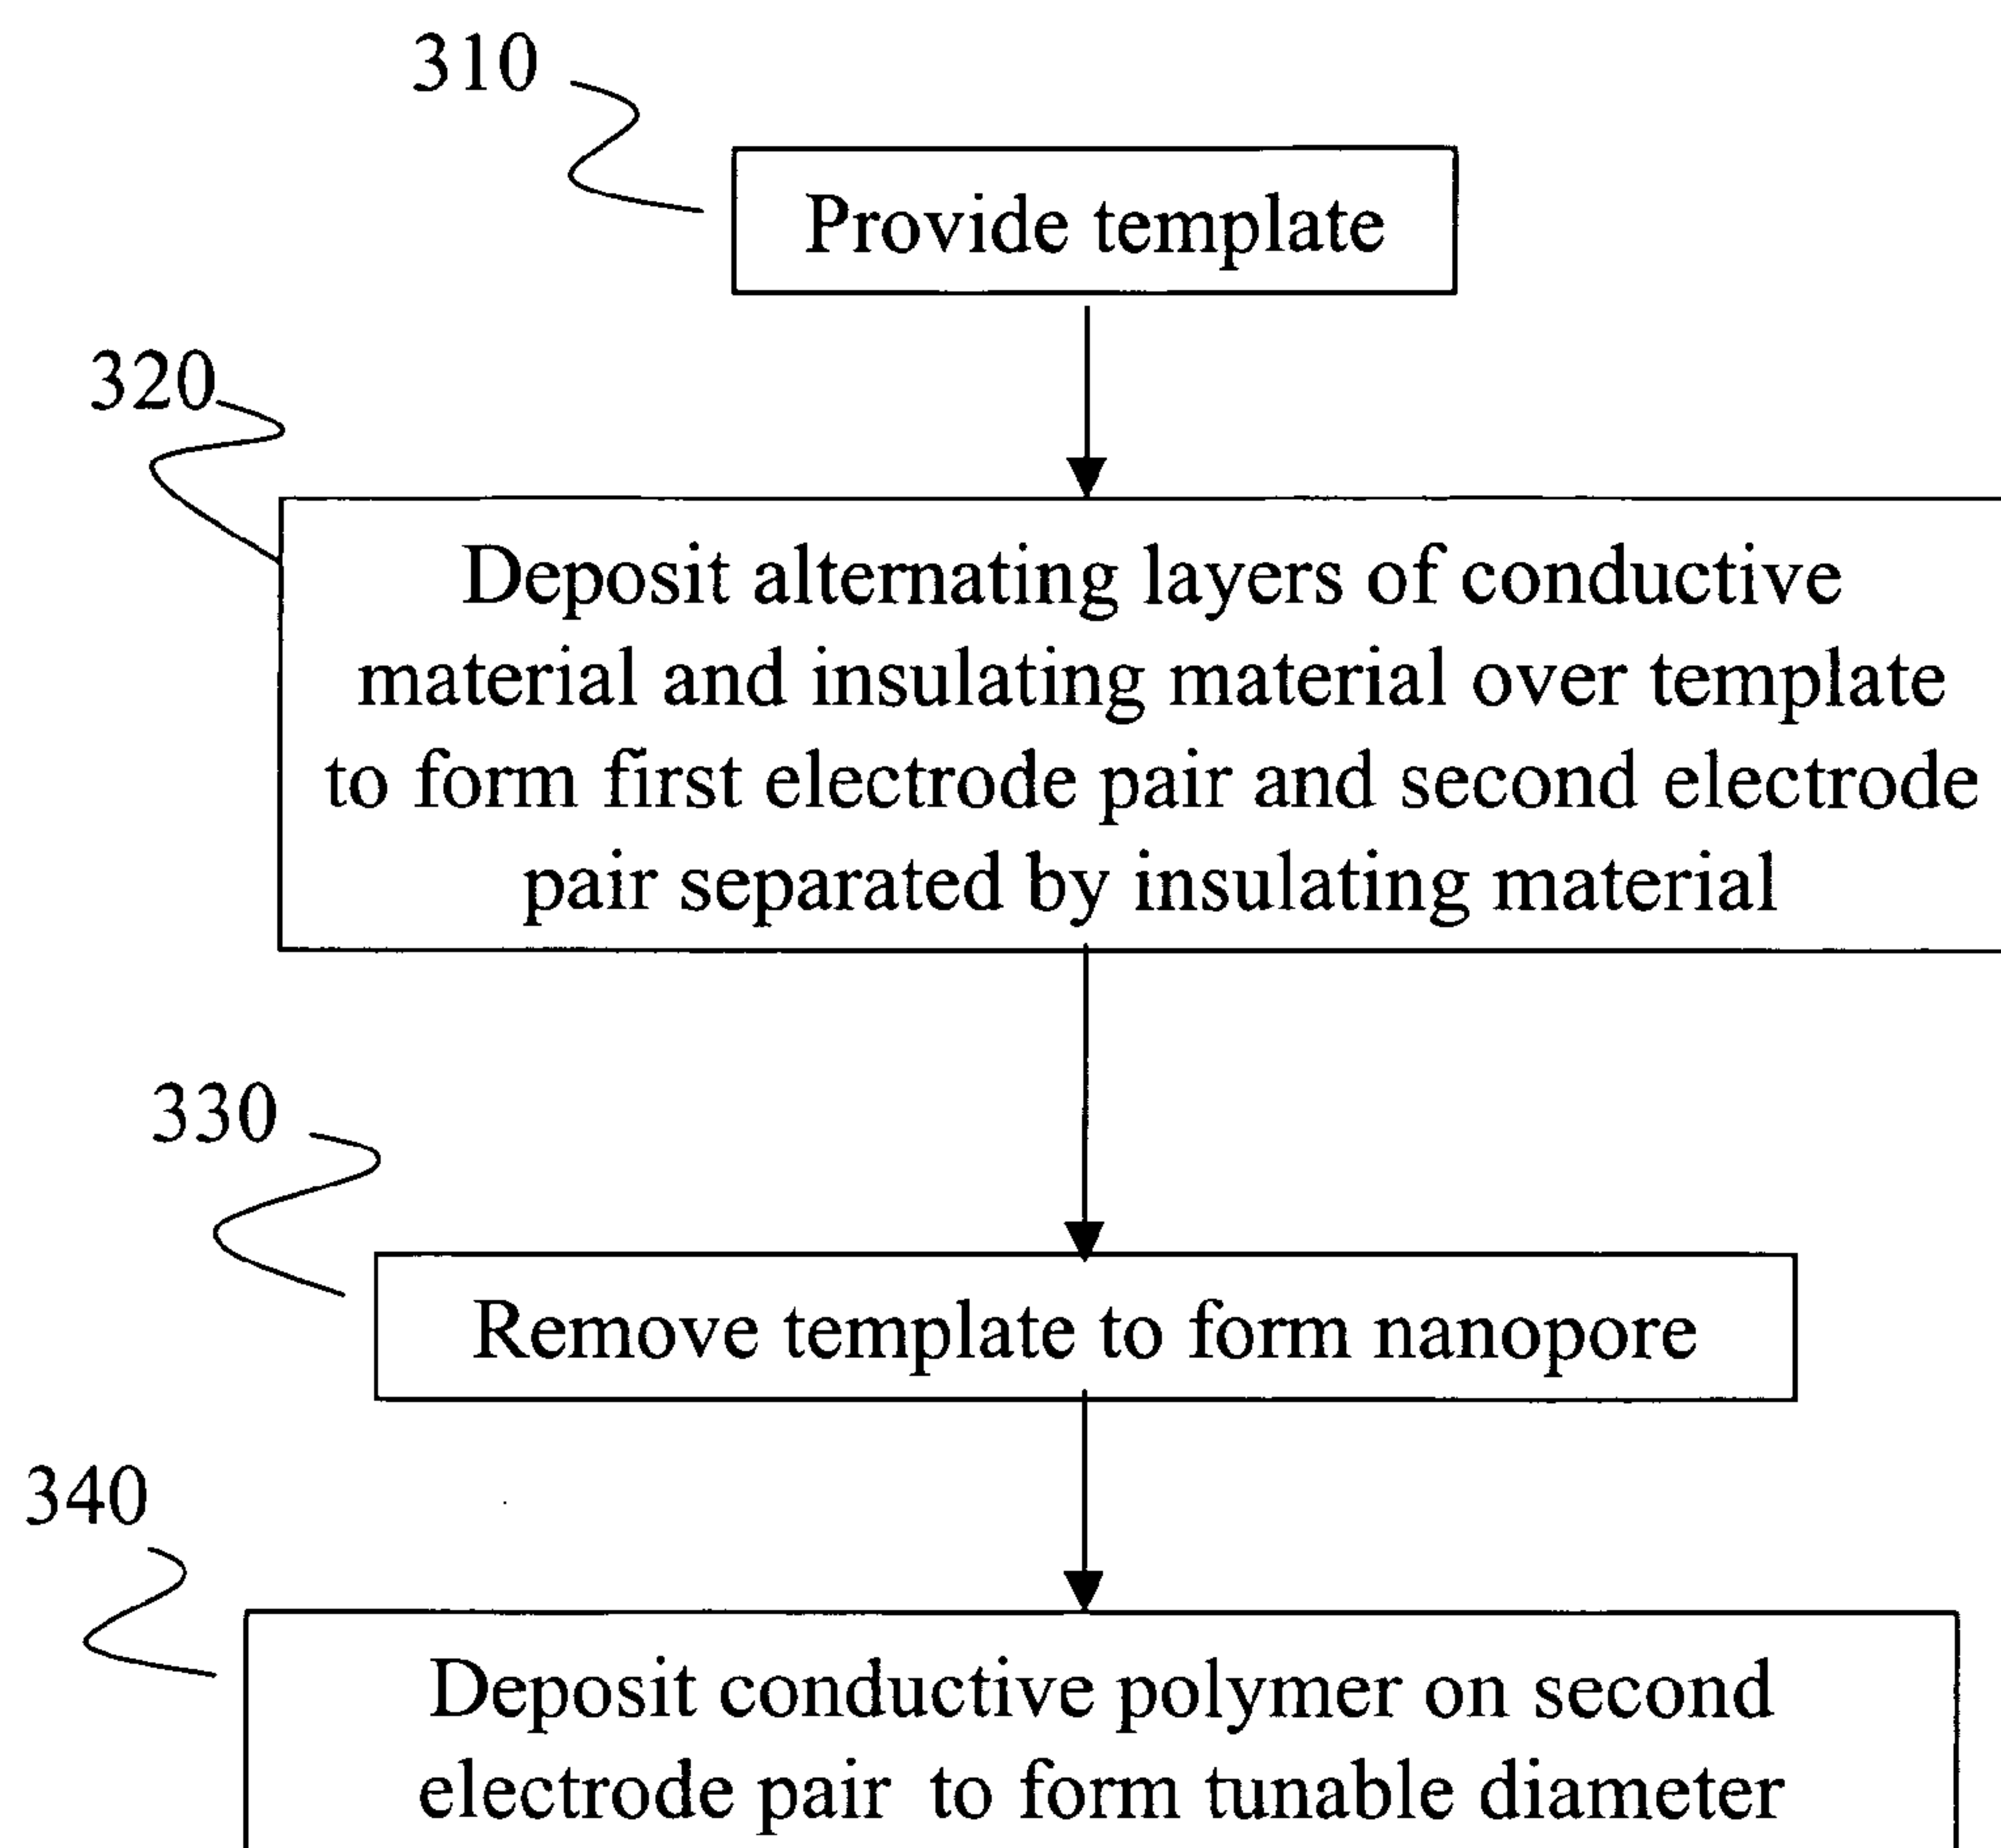 310
Provide template
320
Deposit alternating layers of conductive
material and insulating material over template
to form first electrode pair and second electrode
pair separated by insulating material
330
Remove template to form nanopore
340
Deposit conductive polymer on second
electrode pair to form tunable diameter